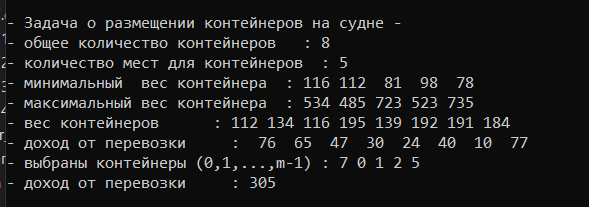 - Задача о размещении контейнеров на судне -
- общее количество контейнеров : 8
- количество мест для контейнеров : 5
- минимальный вес контейнера : 116 112 81 98 78
- максимальный вес контейнера : 534 485 723 523 735
- вес контейнеров : 112 134 116 195 139 192 191 184
- доход от перевозки : 76 65 47 30 24 40 10 77
- выбраны контейнеры (0,1,...,m-1) : 7 0 1 2 5
- доход от перевозки : 305